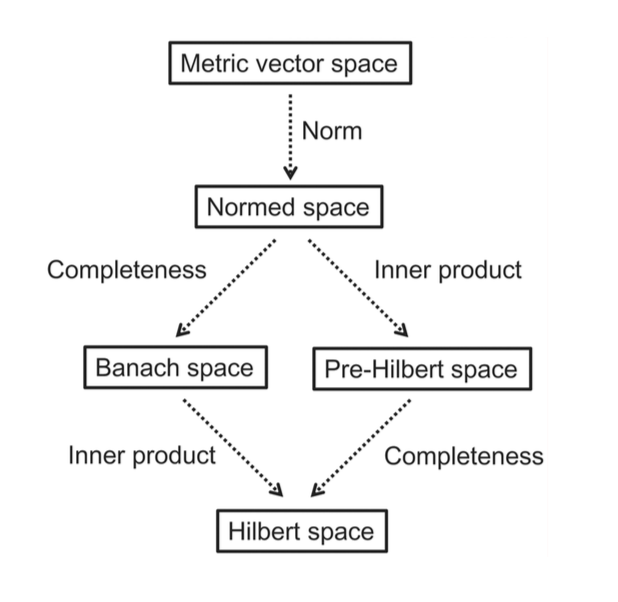 Metric vector space
Norm
Normed space
Completeness
Inner product
Banach space
Pre-Hilbert space
Inner product
Completeness
Hilbert space